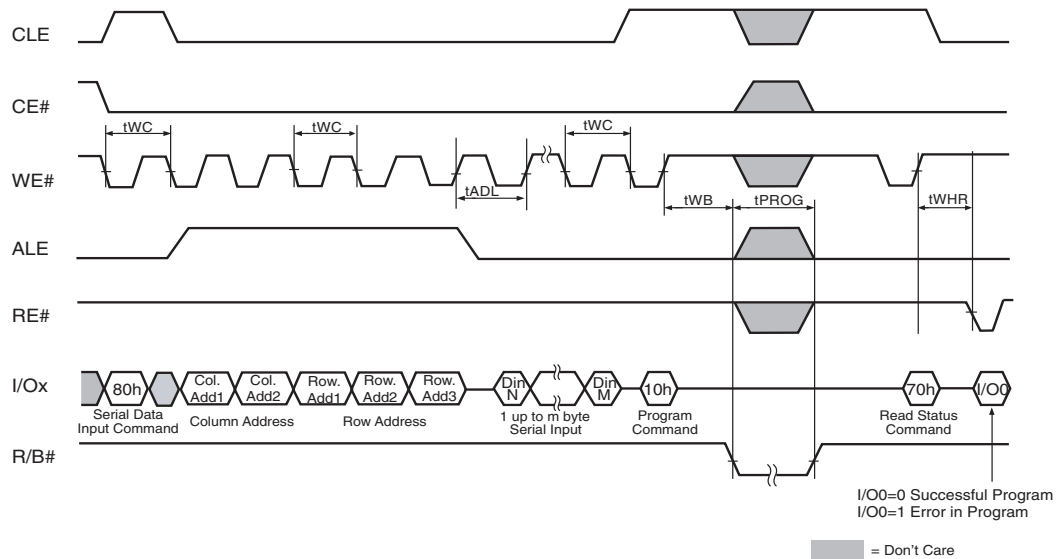 CLE
CE#
tWC
tWC
tWC
WE#
tADL
tWB
tPROG
tWHR
ALE
RE#
I/Ox
80h
Col.
Add1
Col.
Add2
Row.
Add1
Row.
Add2
Row.
Add3
Din
N
Din
M
10h
70h
I/O0
Serial Data
Input Command
Column Address
Row Address
1 up to m byte
Serial Input
Program
Command
Read Status
Command
R/B#
I/O0=0 Successful Program
I/O0=1 Error in Program
= Don't Care